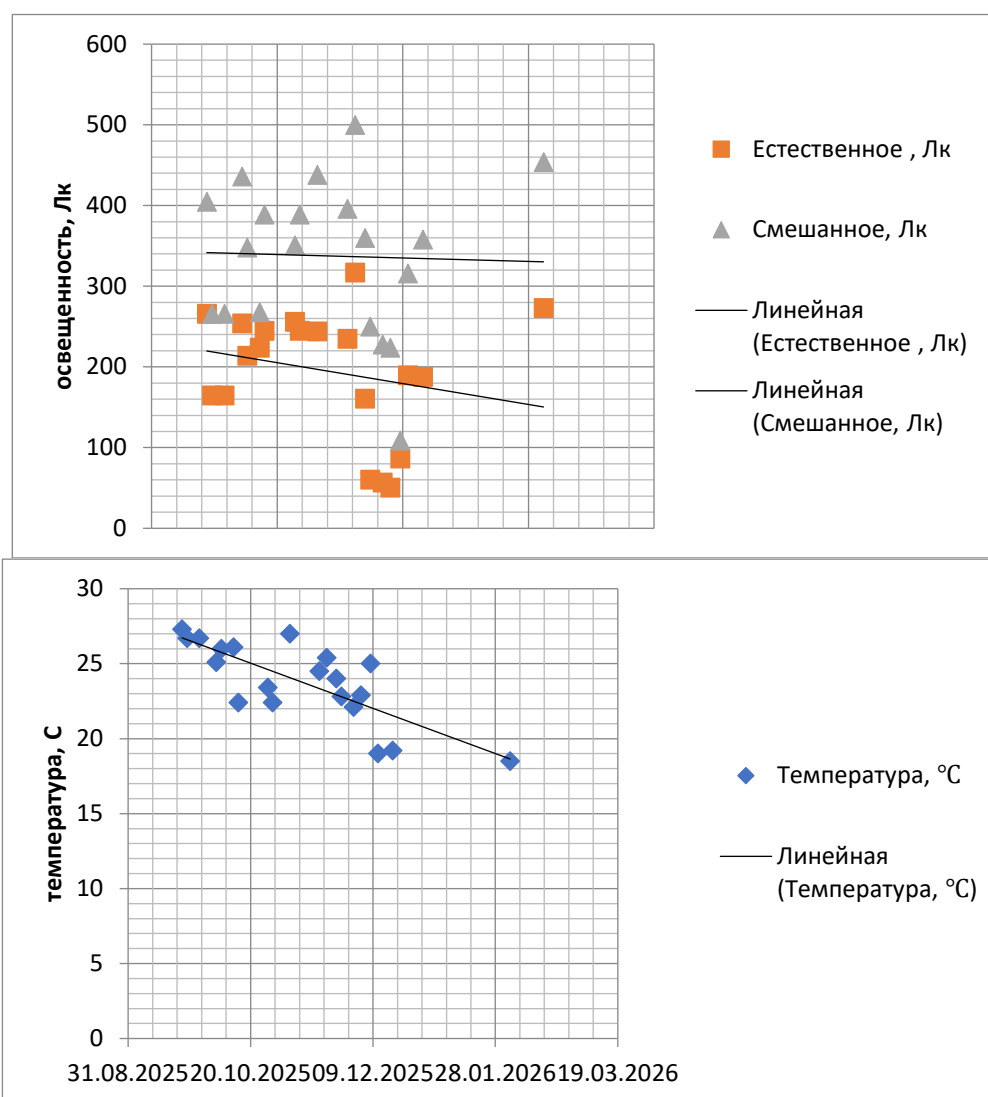 600
500
400
300
200
100
0
освещенность, Лк
Естественное , Лк
Смешанное, Лк
Линейная
(Естественное , Лк)
Линейная
(Смешанное, Лк)
30
25
20
15
10
5
0
температура, С
31.08.2025 20.10.2025 09.12.2025 28.01.2026 19.03.2026
Температура, °С
Линейная
(Температура, °С)